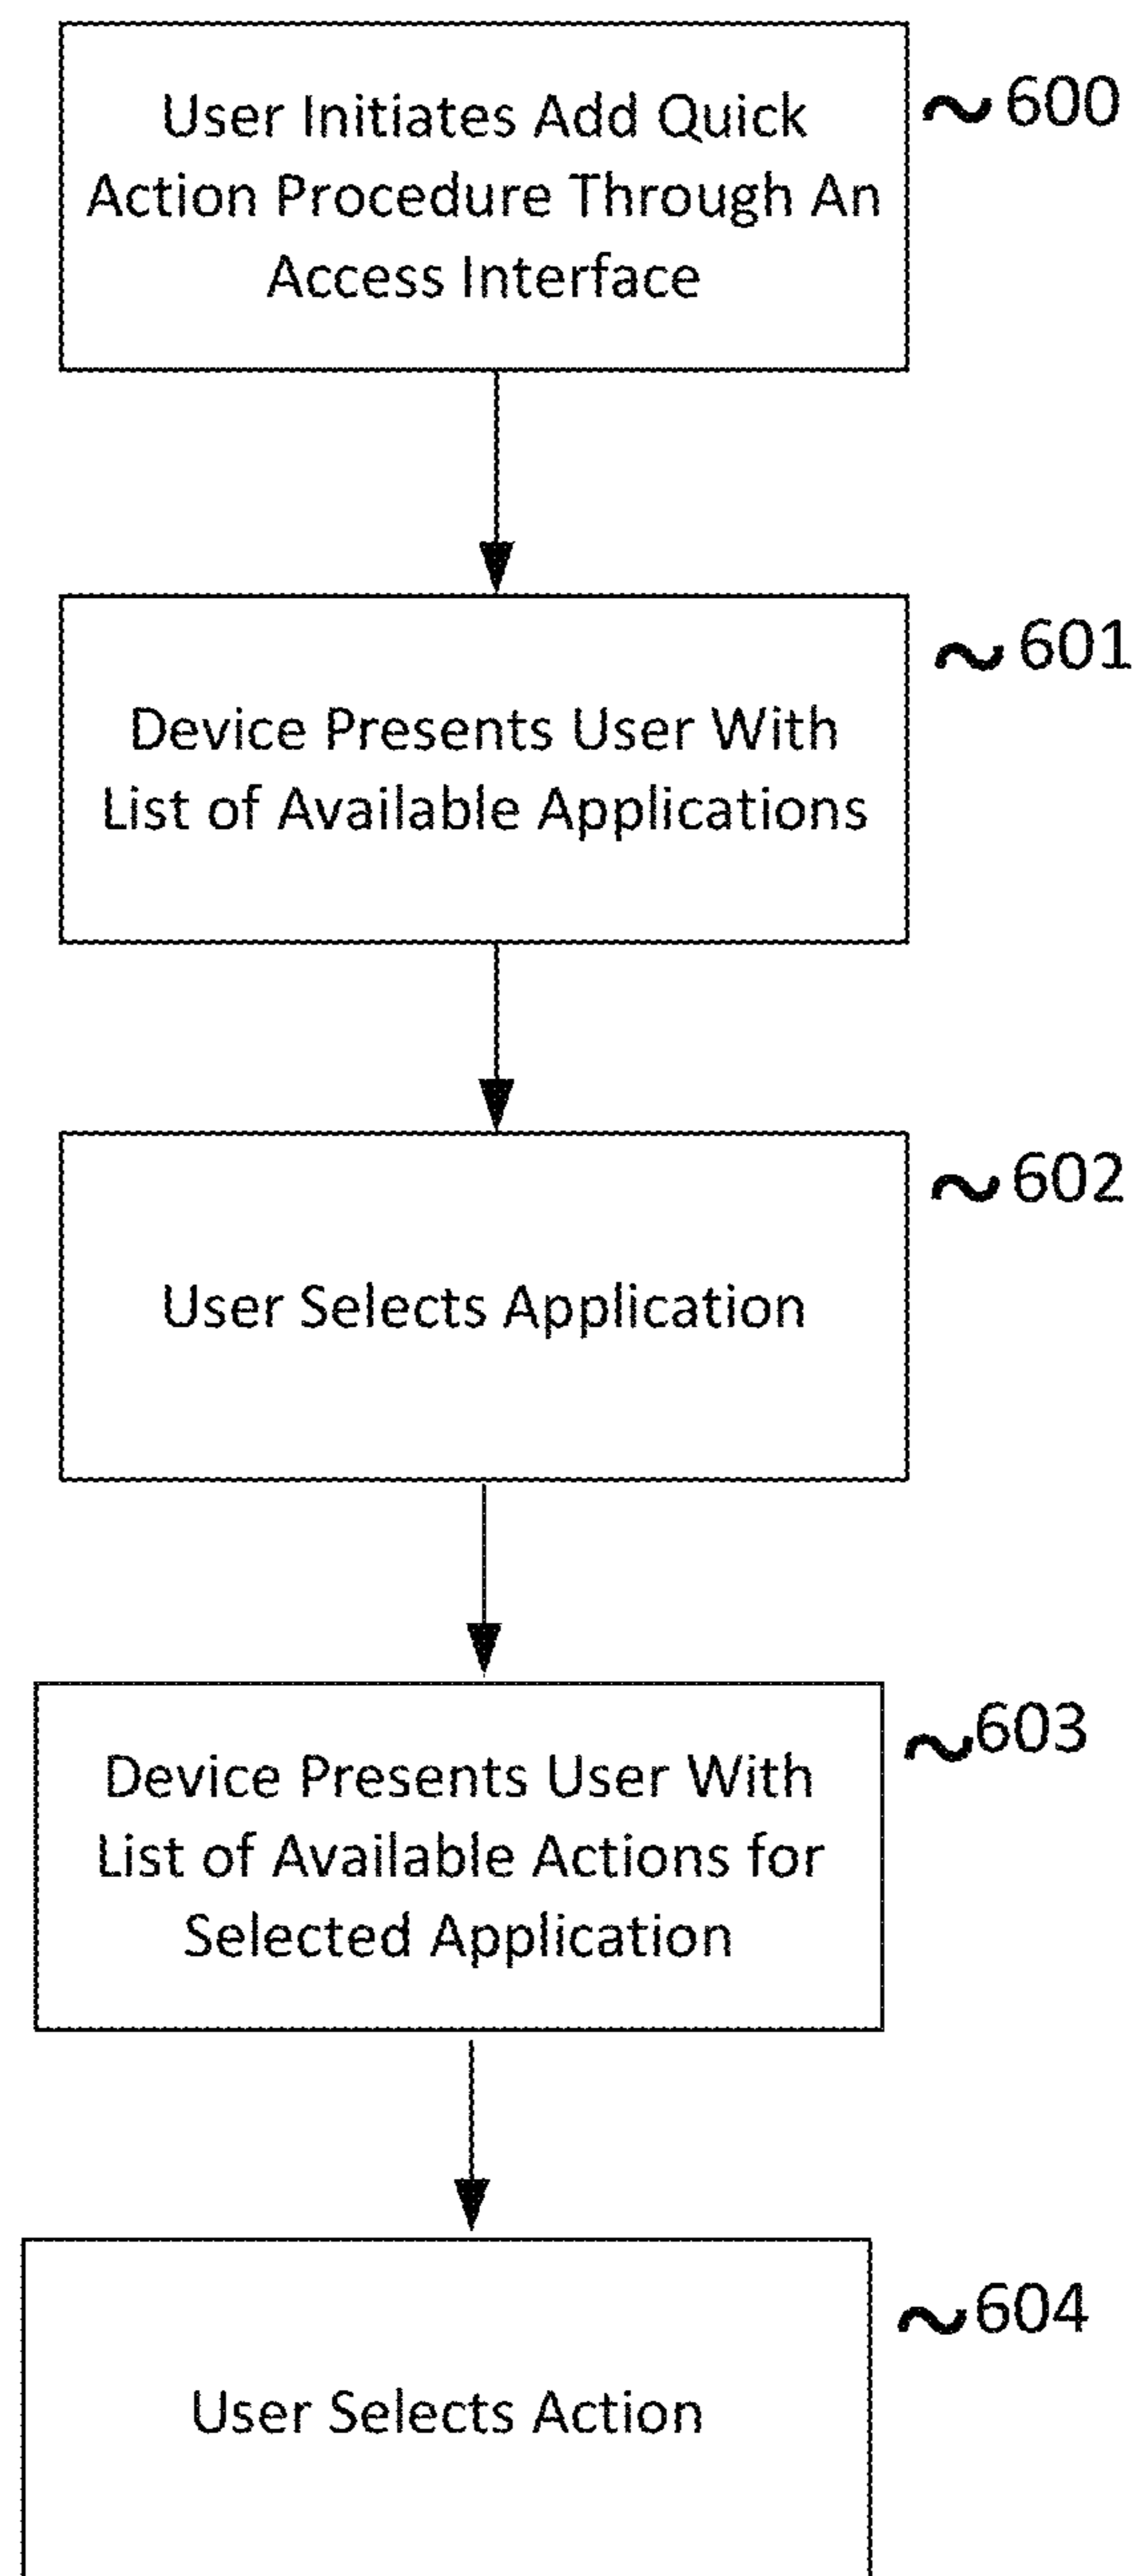 User Initiates Add Quick
Action Procedure Through An
Access Interface
~600
Device Presents User With
List of Available Applications
~601
User Selects Application
~602
Device Presents User With
List of Available Actions for
Selected Application
~603
User Selects Action
~604